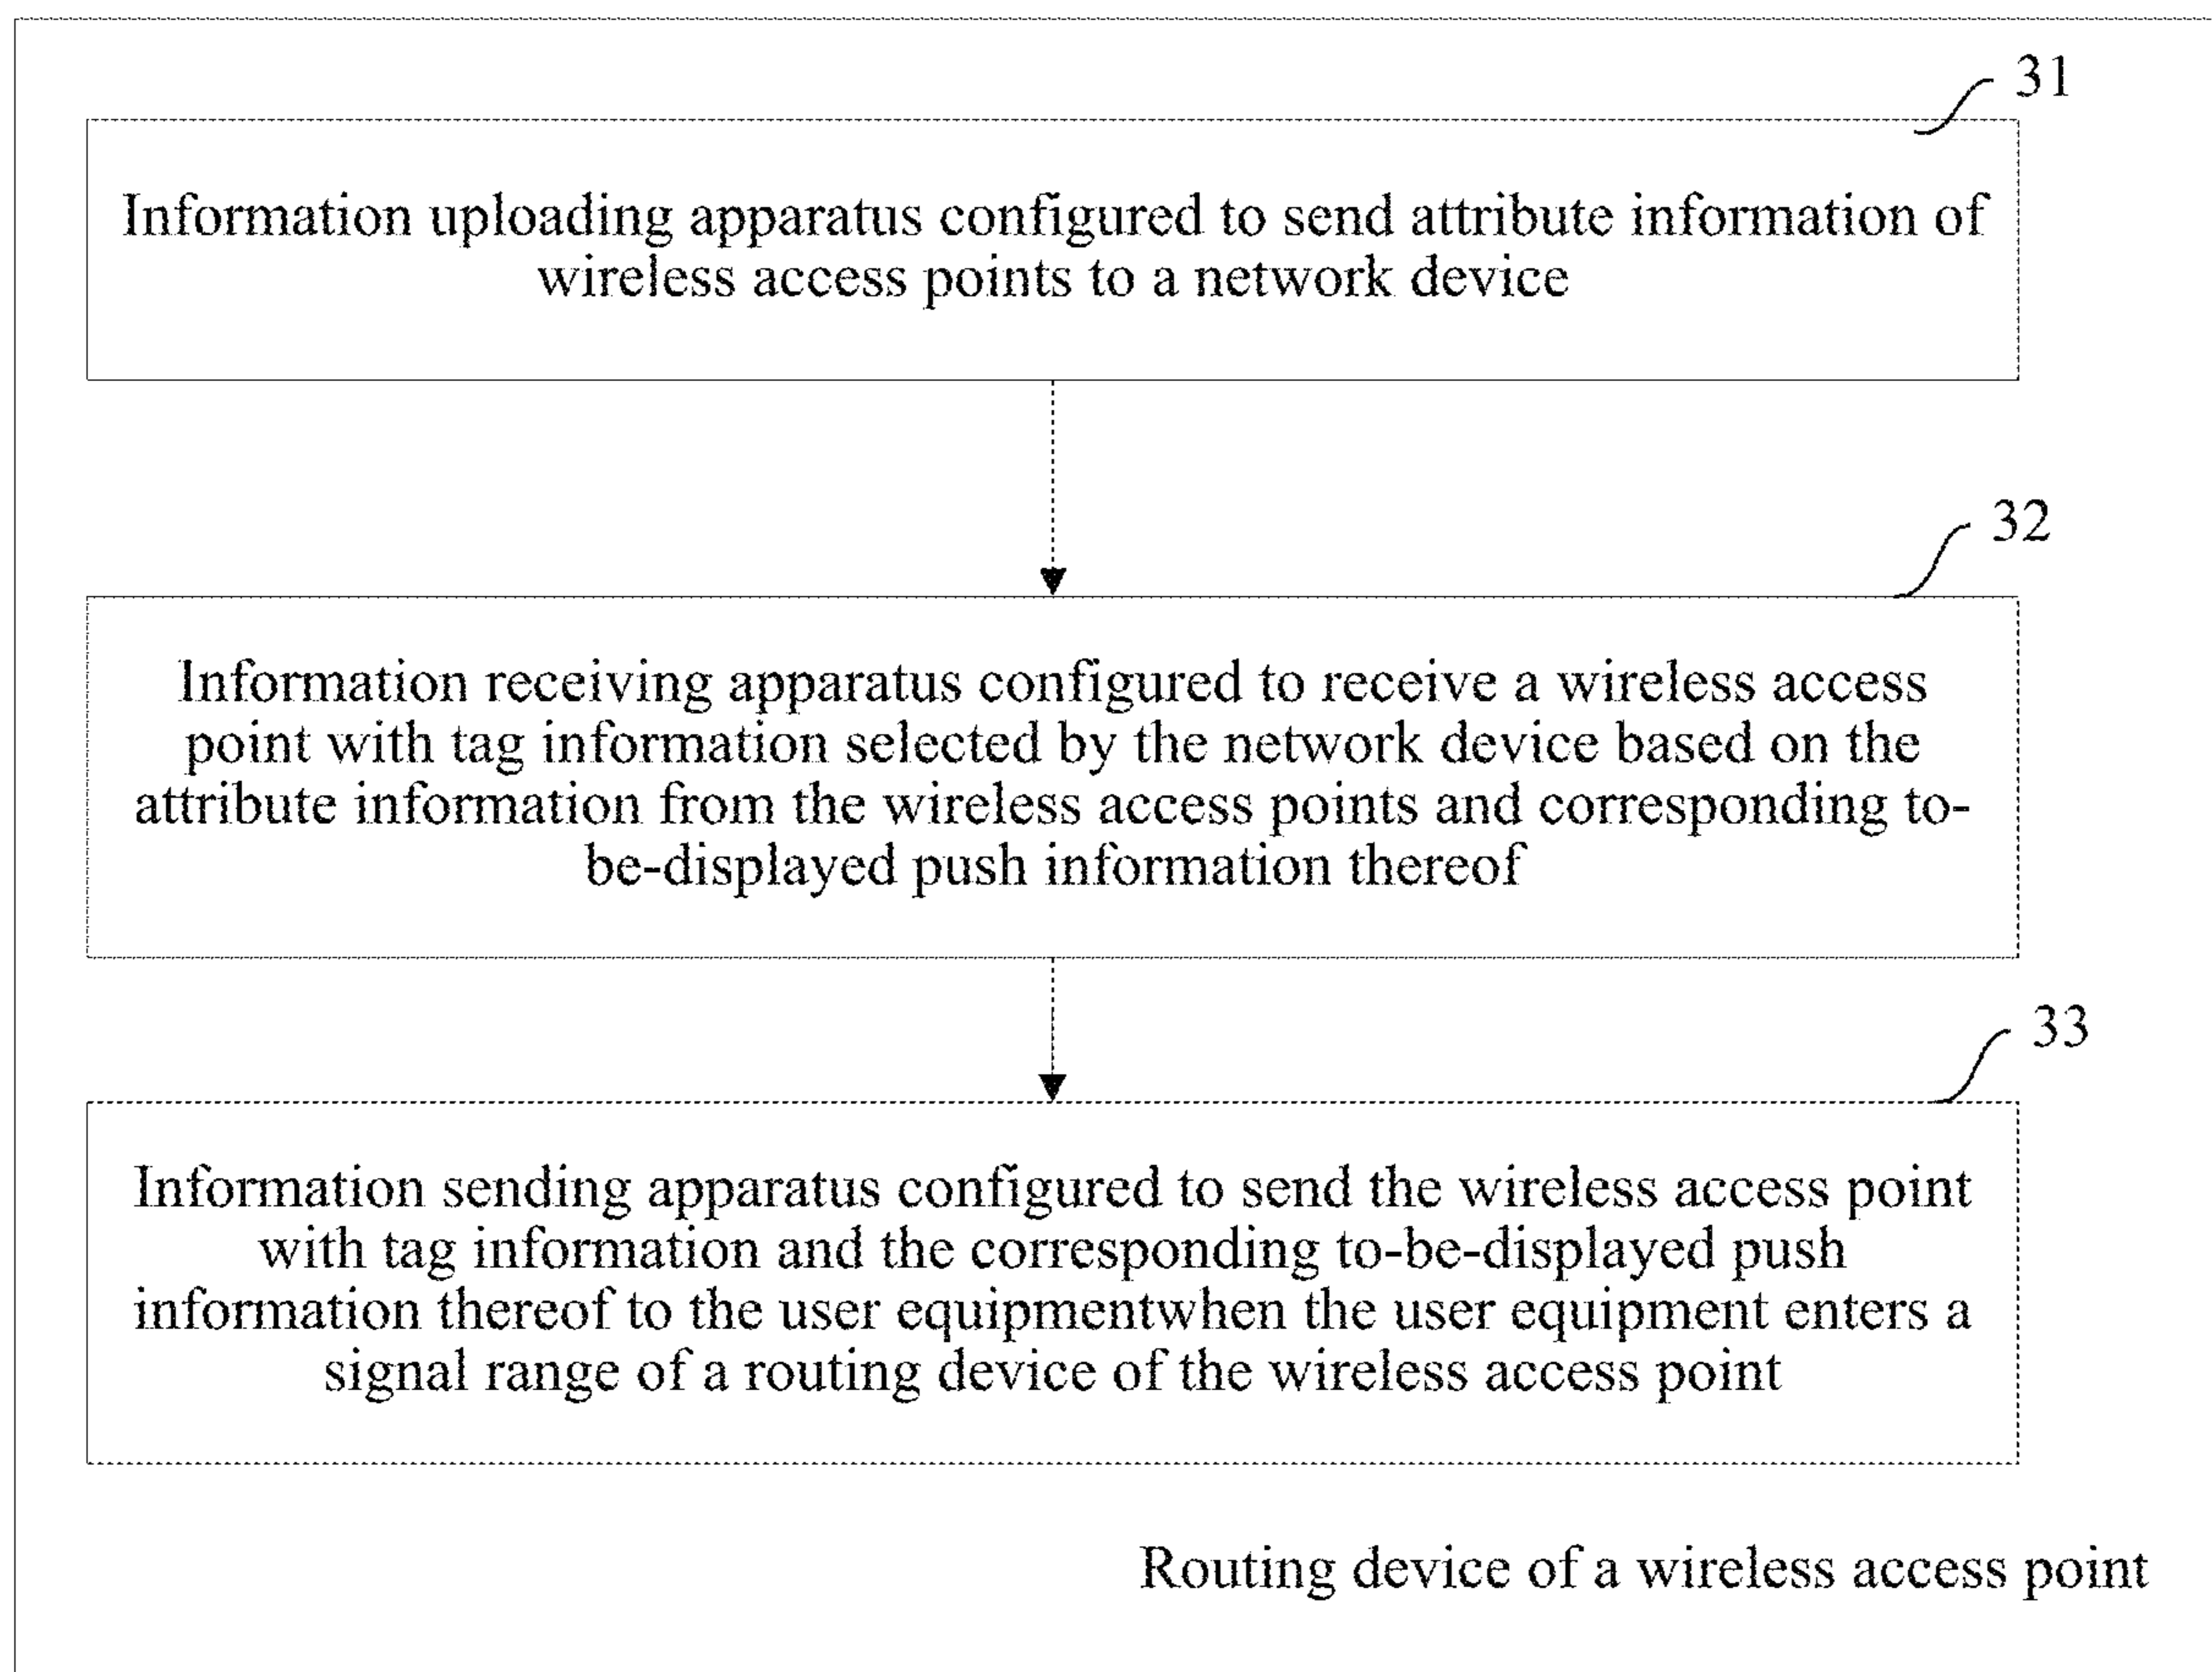 31
Information uploading apparatus configured to send attribute information of
wireless access points to a network device
32
Information receiving apparatus configured to receive a wireless access
point with tag information selected by the network device based on the
attribute information from the wireless access points and corresponding to-
be-displayed push information thereof
33
Information sending apparatus configured to send the wireless access point
with tag information and the corresponding to-be-displayed push
information thereof to the user equipmentwhen the user equipment enters a
signal range of a routing device of the wireless access point
Routing device of a wireless access point